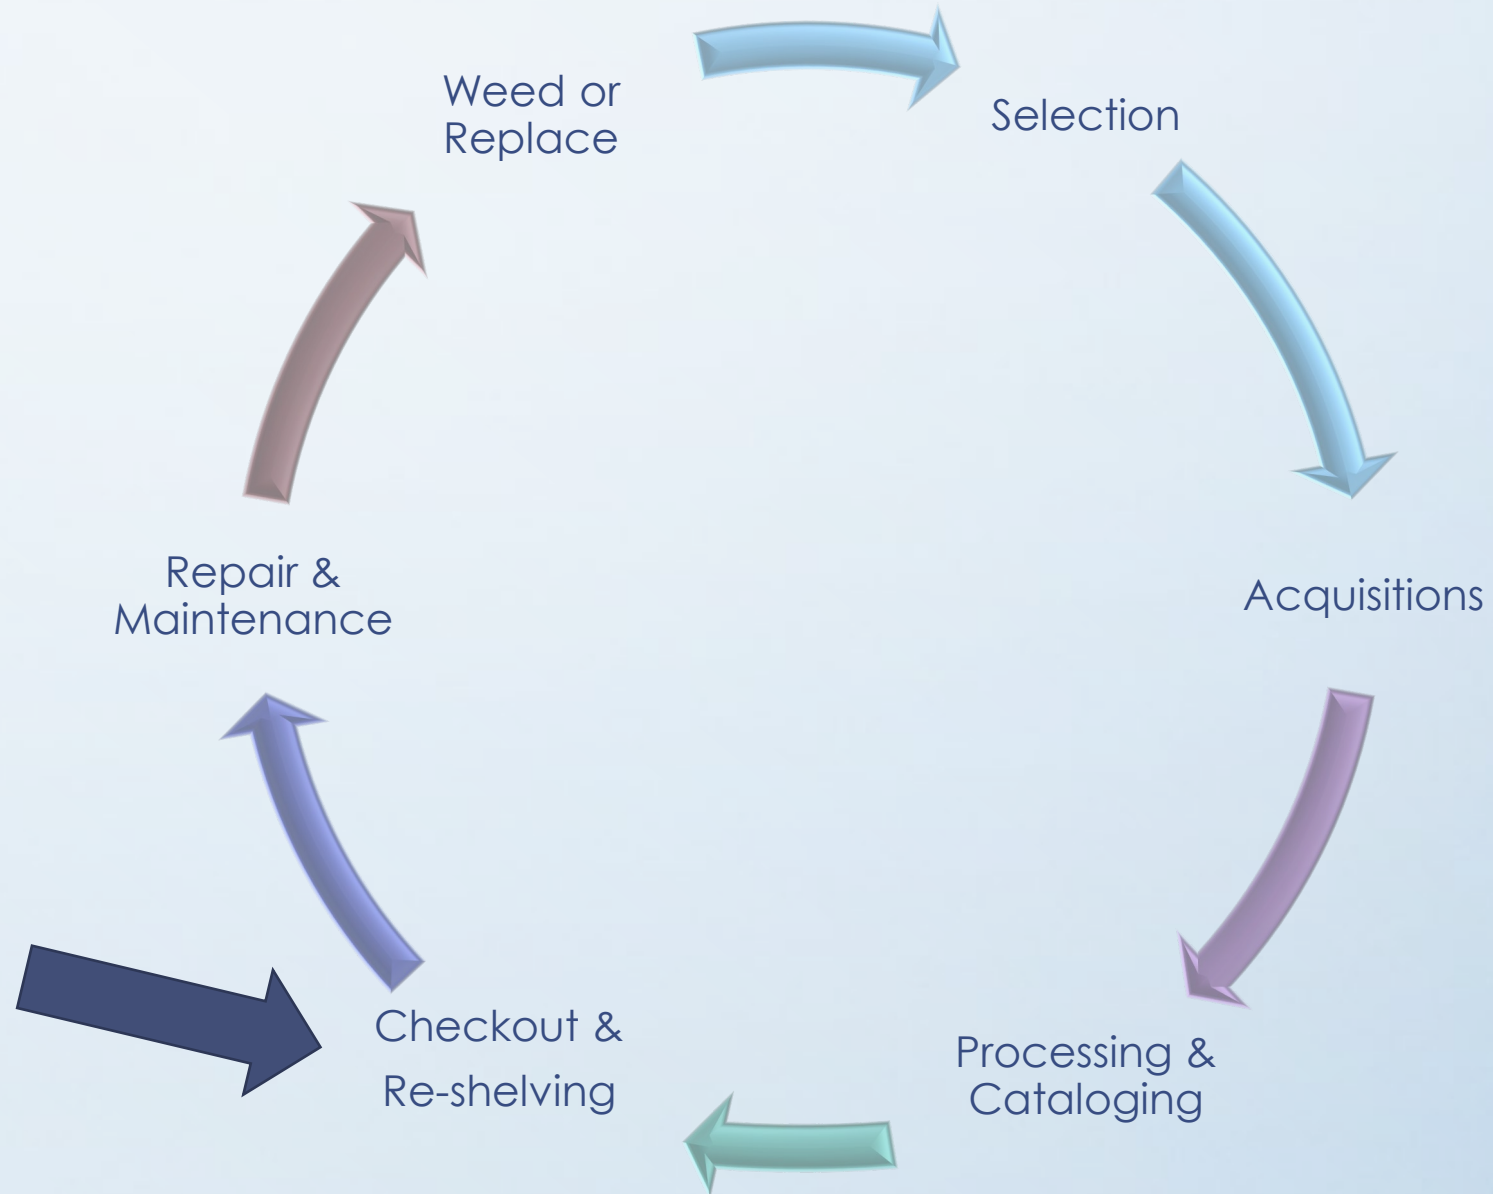 Weed or
Replace
Selection
Acquisitions
Processing &
Cataloging
Checkout &
Re-shelving
Repair &
Maintenance